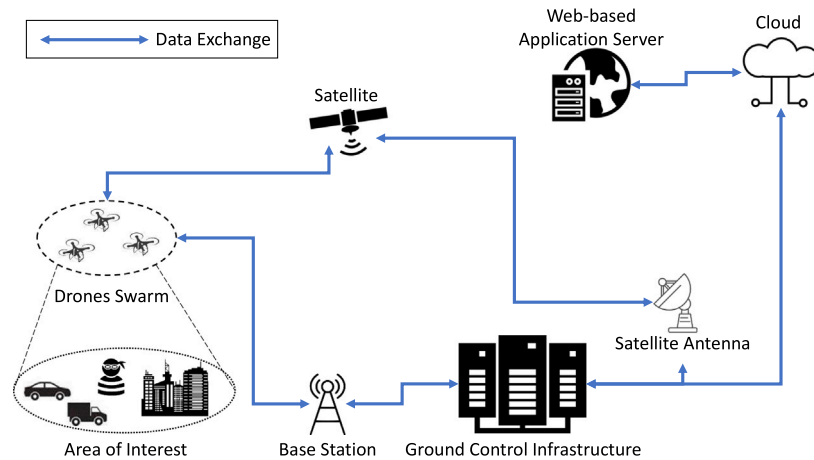 Data Exchange
Web-based
Application Server
Cloud
Satellite
Drones Swarm
Satellite Antenna
Area of Interest
Base Station
Ground Control Infrastructure